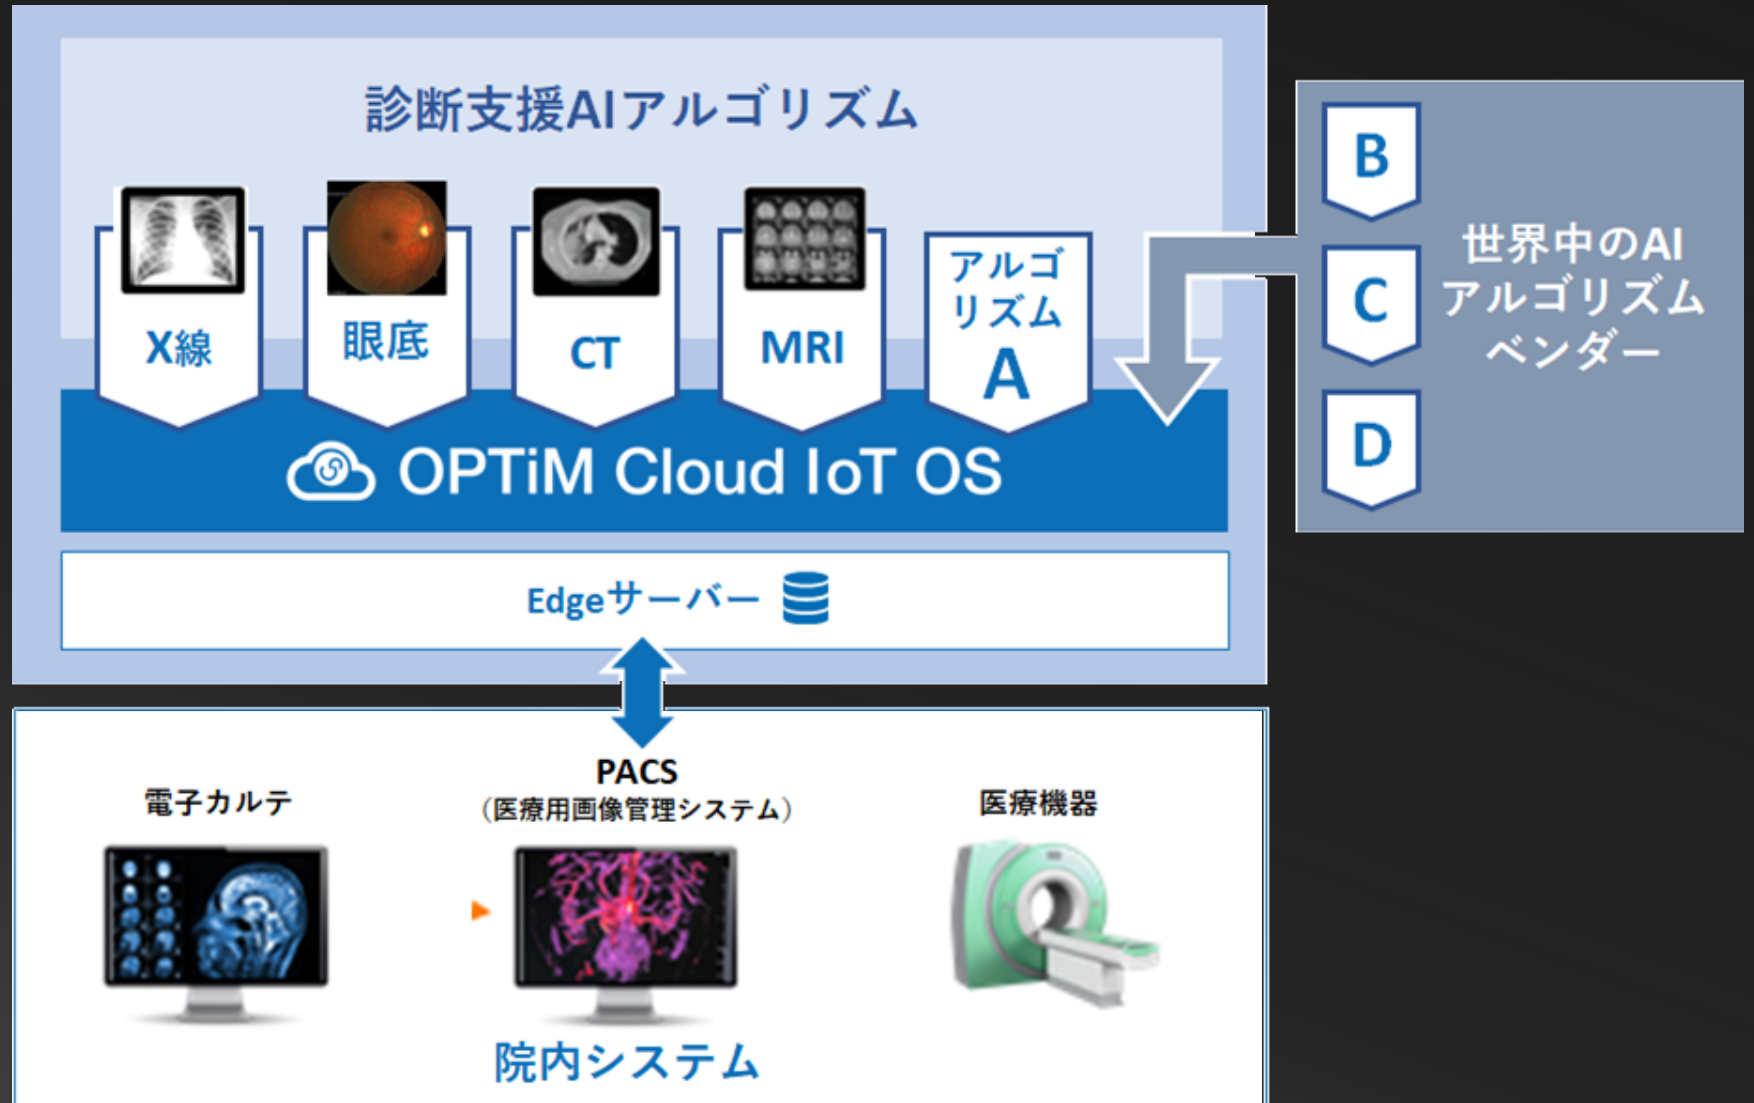 診断支援AIアルゴリズム
X線
眼底
CT
MRI
アルゴ
リズム
A
B
C
D
世界中のAI
アルゴリズム
ベンダー
OPTiM Cloud IoT OS
Edgeサーバー
電子カルテ
PACS
（医療用画像管理システム）
医療機器
院内システム